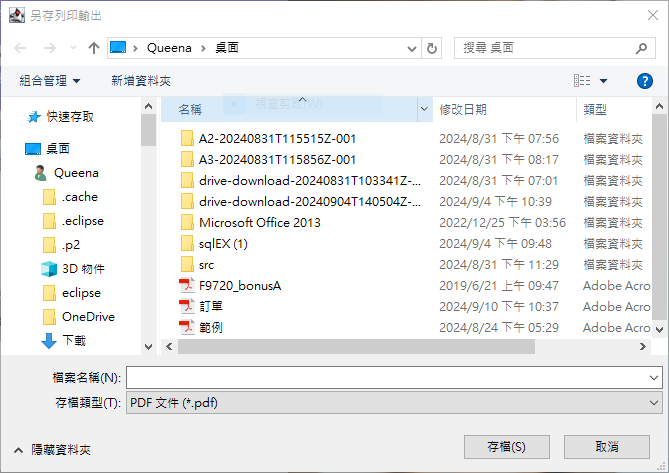 另存列印輸出
Queena › 桌面
搜尋 桌面
組合管理 新增資料夾
名稱 修改日期 類型
快速存取
桌面
Queena
.cache
.eclipse
.p2
3D 物件
eclipse
OneDrive
下載
A2-20240831T115515Z-001 2024/8/31 下午 07:56 檔案資料夾
A3-20240831T115856Z-001 2024/8/31 下午 08:17 檔案資料夾
drive-download-20240831T103341Z-... 2024/8/31 下午 07:01 檔案資料夾
drive-download-20240904T140504Z-... 2024/9/4 下午 10:39 檔案資料夾
Microsoft Office 2013 2022/12/25 下午 03:56 檔案資料夾
sqlEX (1) 2024/9/4 下午 09:48 檔案資料夾
src 2024/8/31 下午 11:29 檔案資料夾
F9720_bonusA 2019/6/21 上午 09:47 Adobe Acro
訂單 2024/9/10 下午 10:37 Adobe Acro
範例 2024/8/24 下午 05:29 Adobe Acro
檔案名稱(N):
存檔類型(T): PDF 文件 (*.pdf)
隱藏資料夾 存檔(S) 取消